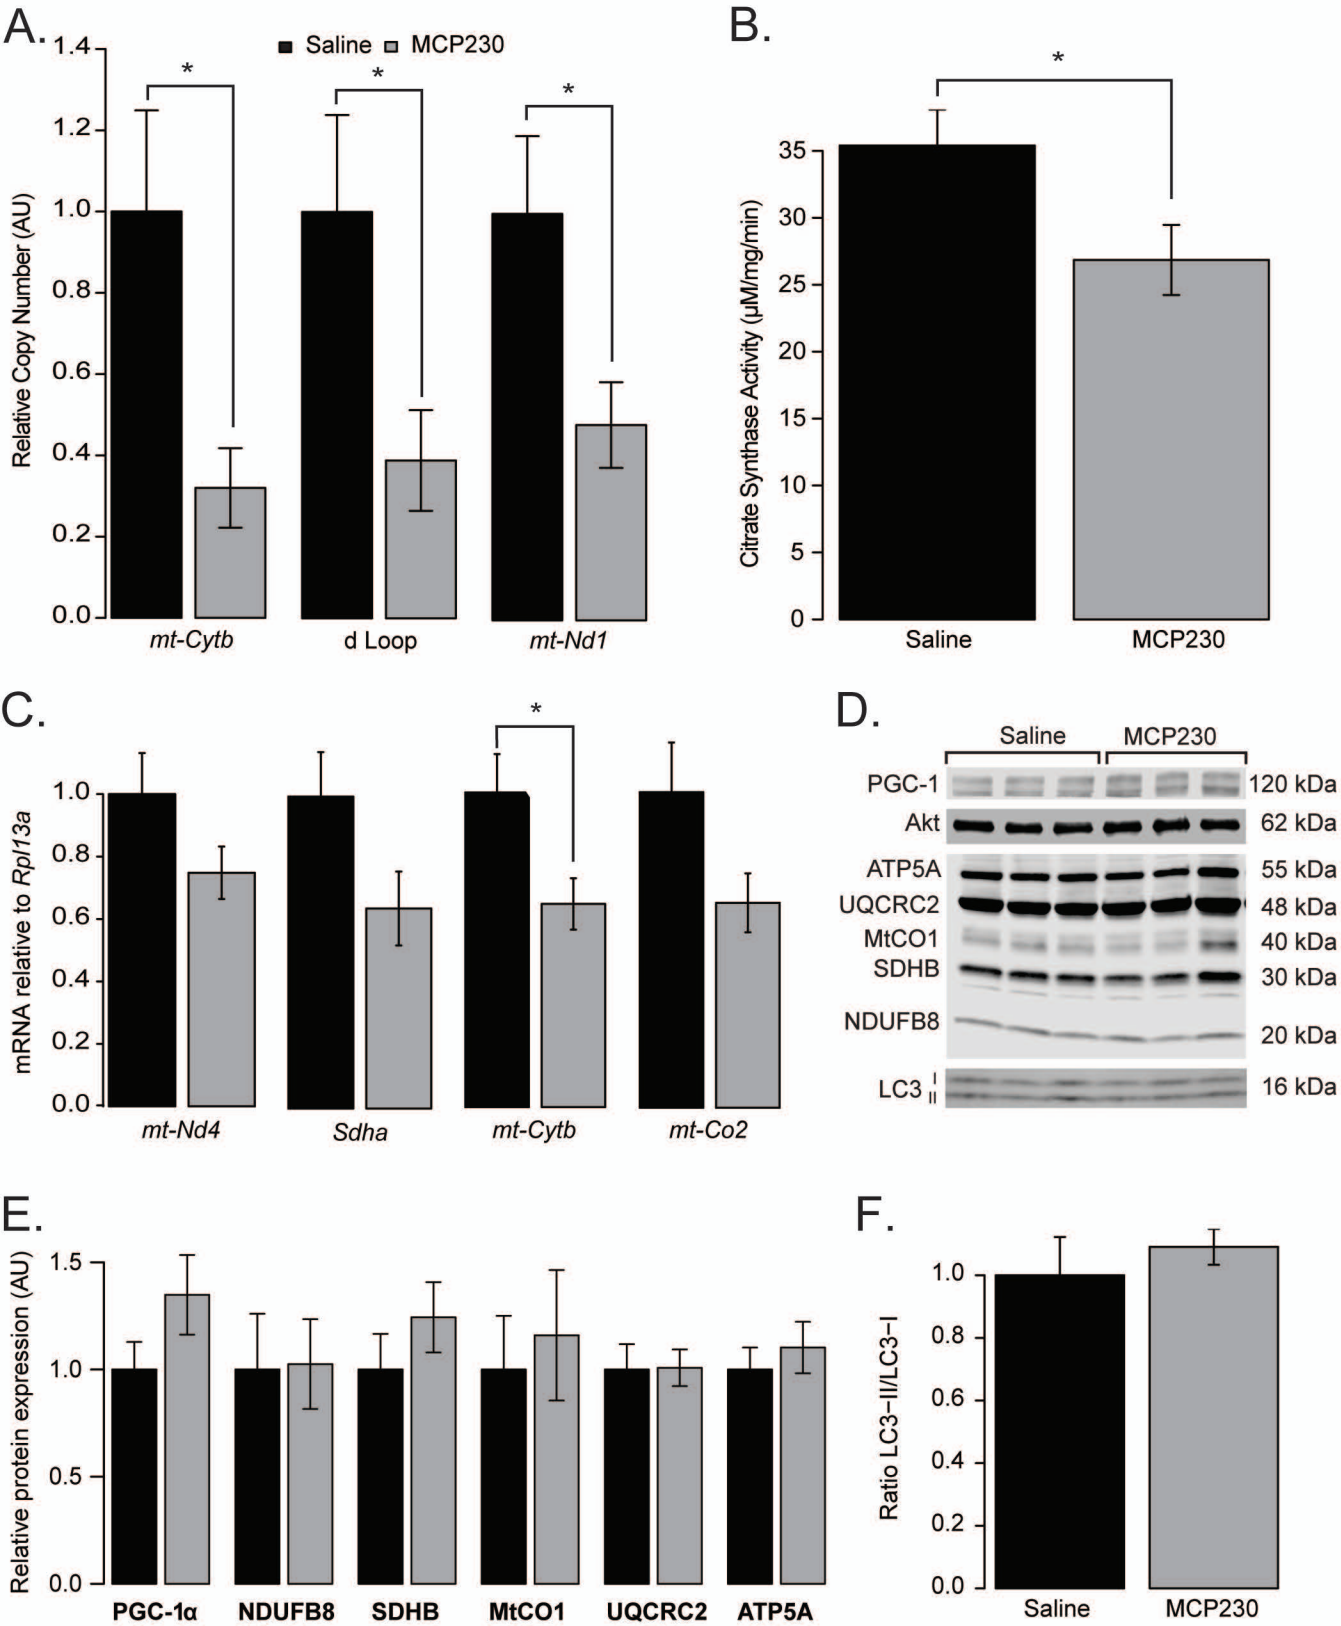 A.
Saline MCP230
Relative Copy Number (AU)
1.4
1.2
1.0
0.8
0.6
0.4
0.2
0.0
* * *
mt-Cytb d Loop mt-Nd1
B.
*
Citrate Synthase Activity (µM/mg/min)
35
30
25
20
15
10
5
0
Saline MCP230
C.
*
mRNA relative to Rpl13a
1.0
0.8
0.6
0.4
0.2
0.0
mt-Nd4 Sdha mt-Cytb mt-Co2
D.
Saline MCP230
PGC-1 120 kDa
Akt 62 kDa
ATP5A 55 kDa
UQCRC2 48 kDa
MtCO1 40 kDa
SDHB 30 kDa
NDUFB8 20 kDa
LC3 I II 16 kDa
E.
Relative protein expression (AU)
1.5
1.0
0.5
0.0
PGC-1α NDUFB8 SDHB MtCO1 UQCRC2 ATP5A
F.
Ratio LC3−II/LC3−I
1.0
0.8
0.6
0.4
0.2
0.0
Saline MCP230